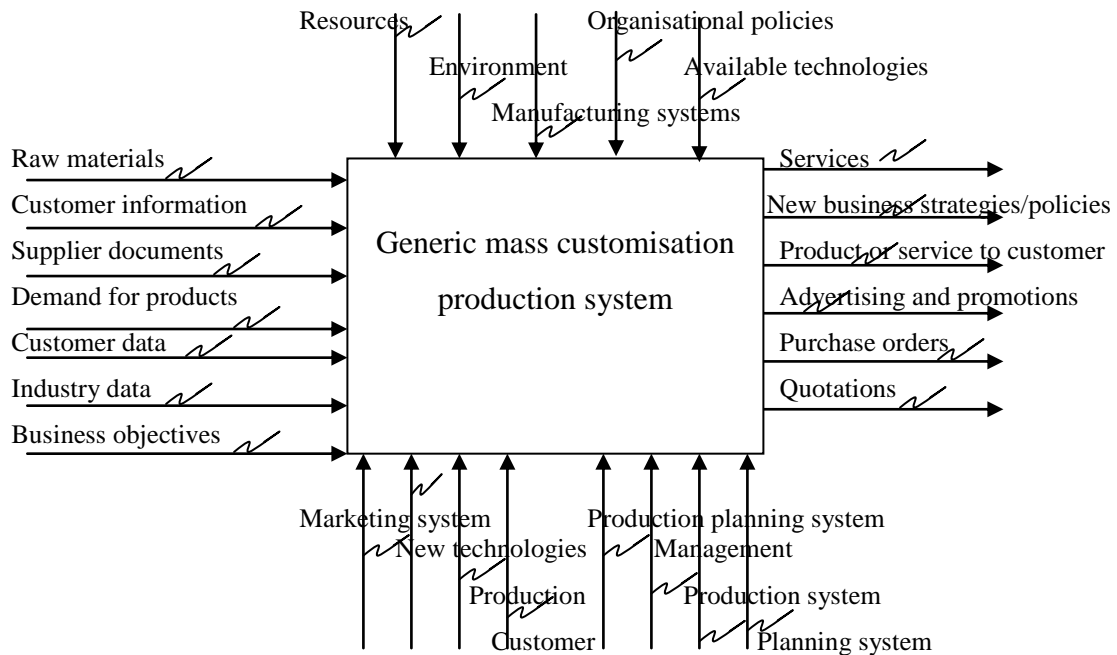 Resources
Organisational policies
Environment
Available technologies
Manufacturing systems
Raw materials
Customer information
Supplier documents
Demand for products
Customer data
Industry data
Business objectives
Generic mass customisation
production system
Services
New business strategies/policies
Product or service to customer
Advertising and promotions
Purchase orders
Quotations
Marketing system
Production planning system
New technologies
Management
Production
Production system
Customer
Planning system